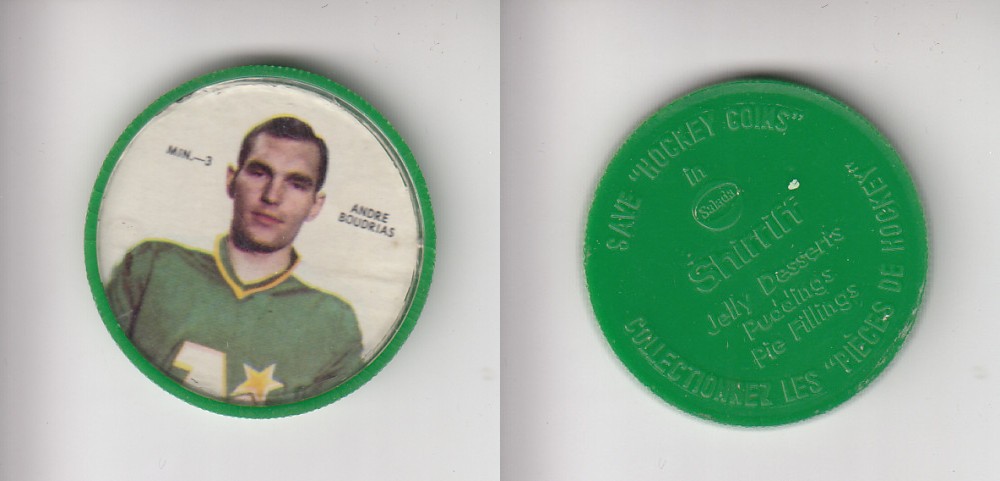 MIN.—3
ANDRE
BOUDRIAS
SAVE "HOCKEY COINS"
in
Salada
Shirriff
Jelly Desserts
Puddings
Pie Fillings
COLLECTIONNEZ LES "PIÈCES DE HOCKEY"